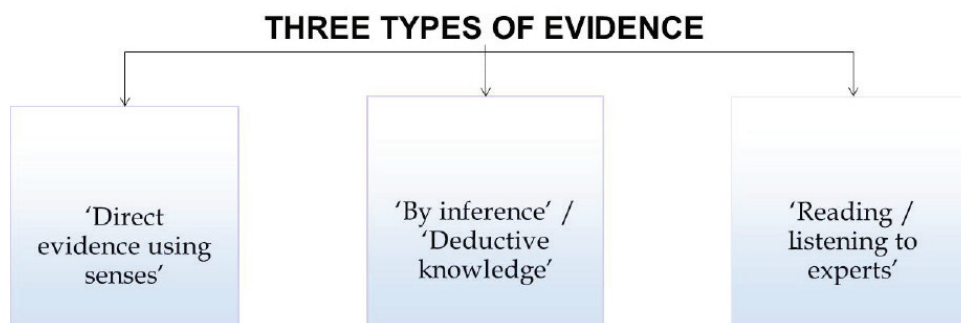 THREE TYPES OF EVIDENCE
‘Direct
evidence using
senses’
‘By inference’ /
‘Deductive
knowledge’
‘Reading /
listening to
experts’